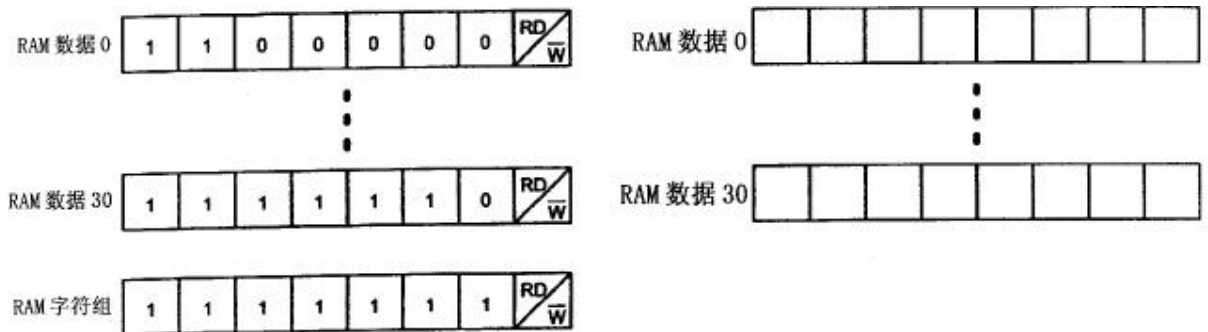 RAM 数据 0 1 1 0 0 0 0 0 RD/W̅
RAM 数据 0
RAM 数据 30 1 1 1 1 1 1 0 RD/W̅
RAM 数据 30
RAM 字符组 1 1 1 1 1 1 1 RD/W̅